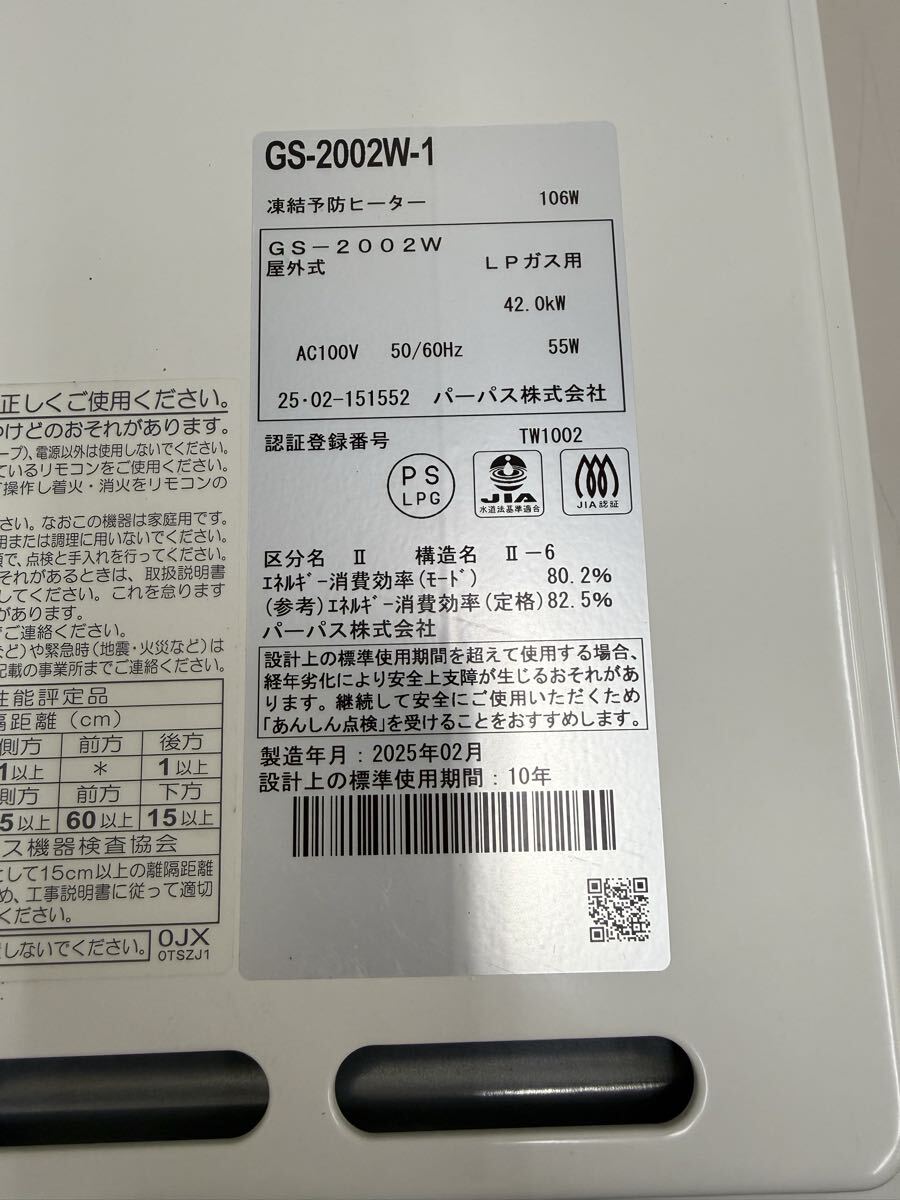 GS-2002W-1
凍結予防ヒーター 106W
GS-2002W
屋外式 LPガス用
42.0kW
AC100V 50/60Hz 55W
25・02-151552 パーパス株式会社
認証登録番号 TW1002
PS LPG
JIA 水道法基準適合
JIA認証
区分名 Ⅱ 構造名 Ⅱ-6
エネルギー消費効率(モード) 80.2%
(参考)エネルギー消費効率(定格)82.5%
パーパス株式会社
設計上の標準使用期間を超えて使用する場合、
経年劣化により安全上支障が生じるおそれがあ
ります。継続して安全にご使用いただくため
「あんしん点検」を受けることをおすすめします。
製造年月:2025年02月
設計上の標準使用期間:10年
正しくご使用ください。
やけどのおそれがあります。
ープ)、電源以外は使用しないでください。
ているリモコンをご使用ください。
て操作し着火・消火をリモコンの
さい。なおこの機器は家庭用です。
用または調理に用いないでください。
頃で、点検と手入れを行ってください。
それがあるときは、取扱説明書
してください。これを怠ります
があります。
でご連絡ください。
など)や緊急時(地震・火災など)は
記載の事業所までご連絡ください。
性能評定品
隔距離(cm)
側方 前方 後方
1以上 * 1以上
側方 前方 下方
5以上 60以上 15以上
ス機器検査協会
として15cm以上の離隔距離
め、工事説明書に従って適切
ください。
しないでください。 0JX
0TSZJ1